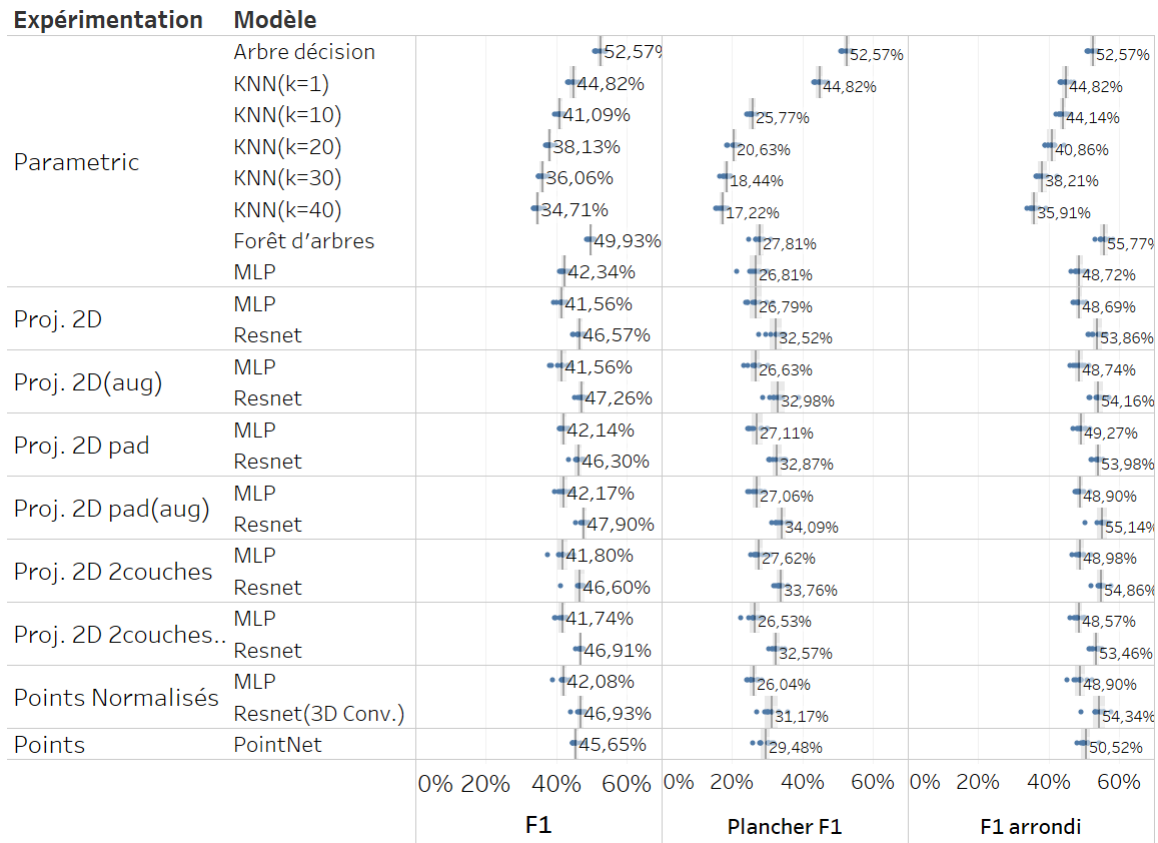 Expérimentation Modèle
Arbre décision 52,57% 52,57% 52,57%
KNN(k=1) 44,82% 44,82% 44,82%
KNN(k=10) 41,09% 25,77% 44,14%
KNN(k=20) 38,13% 20,63% 40,86%
Parametric
KNN(k=30) 36,06% 18,44% 38,21%
KNN(k=40) 34,71% 17,22% 35,91%
Forêt d'arbres 49,93% 27,81% 55,77%
MLP 42,34% 26,81% 48,72%
Proj. 2D
MLP 41,56% 26,79% 48,69%
Resnet 46,57% 32,52% 53,86%
Proj. 2D(aug)
MLP 41,56% 26,63% 48,74%
Resnet 47,26% 32,98% 54,16%
Proj. 2D pad
MLP 42,14% 27,11% 49,27%
Resnet 46,30% 32,87% 53,98%
Proj. 2D pad(aug)
MLP 42,17% 27,06% 48,90%
Resnet 47,90% 34,09% 55,14%
Proj. 2D 2couches
MLP 41,80% 27,62% 48,98%
Resnet 46,60% 33,76% 54,86%
Proj. 2D 2couches..
MLP 41,74% 26,53% 48,57%
Resnet 46,91% 32,57% 53,46%
Points Normalisés
MLP 42,08% 26,04% 48,90%
Resnet(3D Conv.) 46,93% 31,17% 54,34%
Points PointNet 45,65% 29,48% 50,52%
0% 20% 40% 60% 0% 20% 40% 60% 0% 20% 40% 60%
F1 Plancher F1 F1 arrondi